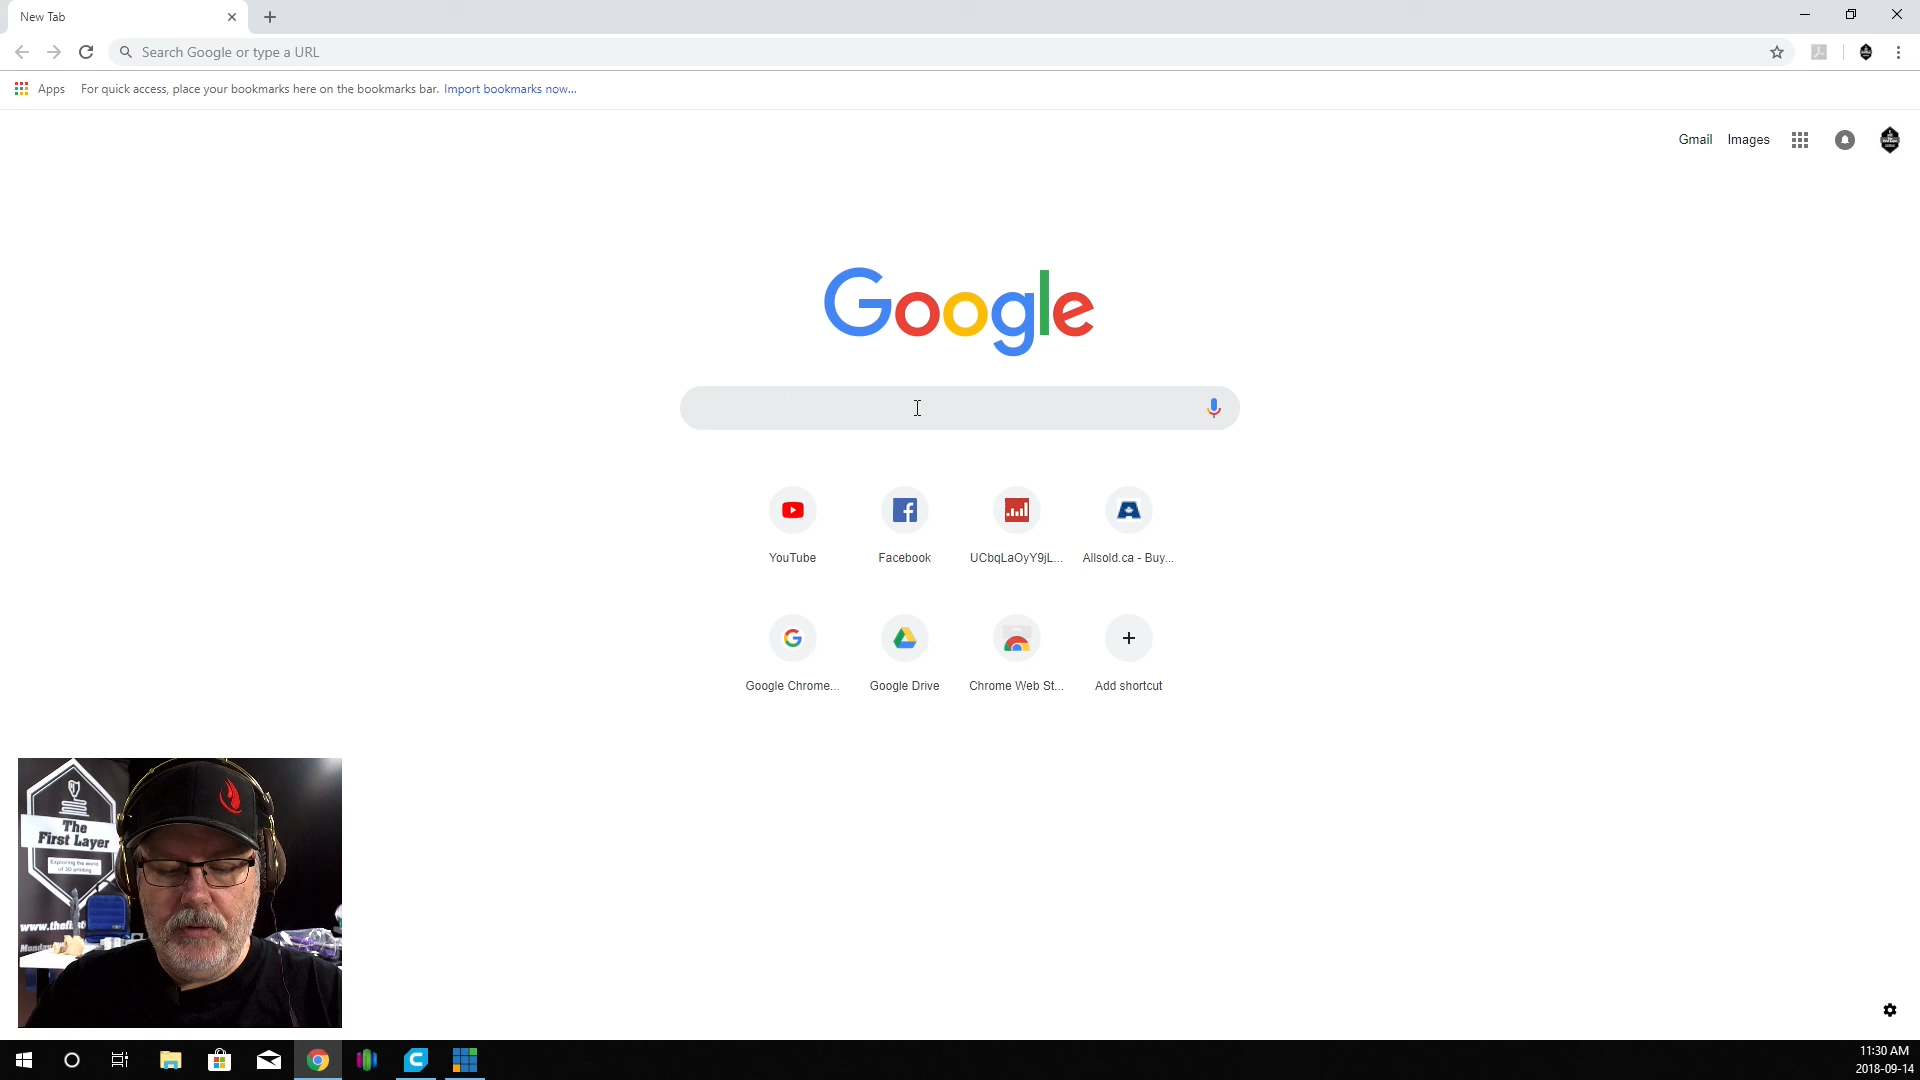 New Tab
Search Google or type a URL
Apps
For quick access, place your bookmarks here on the bookmarks bar. Import bookmarks now...
Gmail Images
Google
YouTube
Facebook
UCbqLaOyY9jL...
Allsold.ca - Buy...
Google Chrome...
Google Drive
Chrome Web St...
Add shortcut
The
First Layer
Exploring the world
of 3D printing
www.thefirst
Monday
11:30 AM
2018-09-14